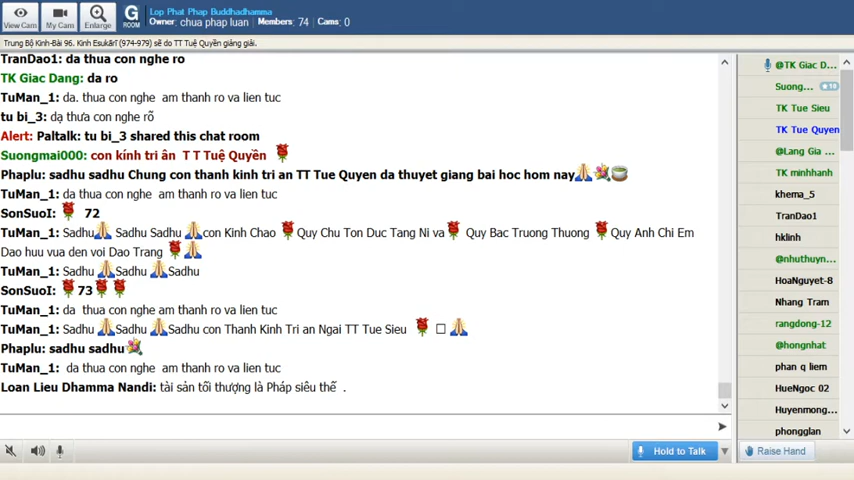 Lop Phat Phap Buddhadhamma
Owner: chua phap luan Members: 74 Cams: 0
View Cam
My Cam
Enlarge
G
ROOM
Trung Bộ Kinh-Bài 96. Kinh Esukārī (974-979) sẽ do TT Tuệ Quyền giảng giải.
TranDao1: da thua con nghe ro
TK Giac Dang: da ro
TuMan_1: da. thua con nghe am thanh ro va lien tuc
tu bi_3: dạ thưa con nghe rõ
Alert: Paltalk: tu bi_3 shared this chat room
Suongmai000: con kính tri ân T T Tuệ Quyền
Phaplu: sadhu sadhu Chung con thanh kinh tri an TT Tue Quyen da thuyet giang bai hoc hom nay
TuMan_1: da thua con nghe am thanh ro va lien tuc
SonSuoI: 72
TuMan_1: Sadhu Sadhu Sadhu con Kinh Chao Quy Chu Ton Duc Tang Ni va Quy Bac Truong Thuong Quy Anh Chi Em
Dao huu vua den voi Dao Trang
TuMan_1: Sadhu Sadhu Sadhu
SonSuoI: 73
TuMan_1: da thua con nghe am thanh ro va lien tuc
TuMan_1: Sadhu Sadhu Sadhu con Thanh Kinh Tri an Ngai TT Tue Sieu
Phaplu: sadhu sadhu
TuMan_1: da thua con nghe am thanh ro va lien tuc
Loan Lieu Dhamma Nandi: tài sản tối thượng là Pháp siêu thế .
Hold to Talk
Raise Hand
@TK Giac D...
Suong... 18
TK Tue Sieu
TK Tue Quyen
@Lang Gia ...
TK minhhanh
khema_5
TranDao1
hklinh
@nhuthuyn...
HoaNguyet-8
Nhang Tram
rangdong-12
@hongnhat
phan q liem
HueNgoc 02
Huyenmong...
phongglan